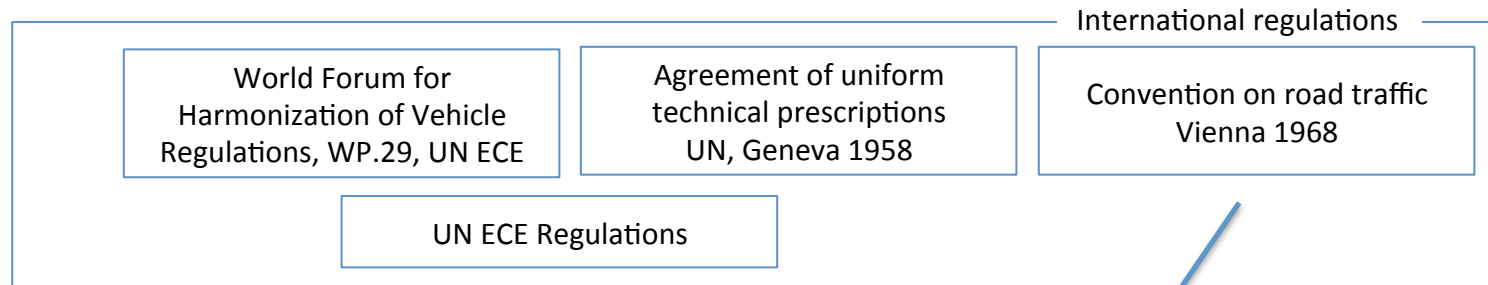 International regulations
World Forum for
Harmonization of Vehicle
Regulations, WP.29, UN ECE
Agreement of uniform
technical prescriptions
UN, Geneva 1958
Convention on road traffic
Vienna 1968
UN ECE Regulations